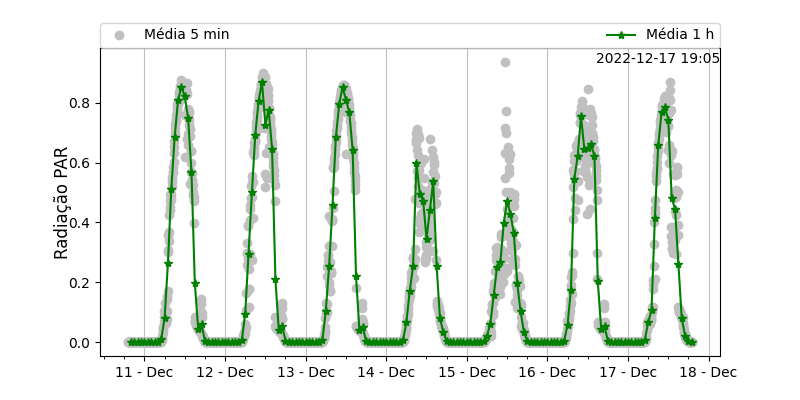 Média 5 min
Média 1 h
2022-12-17 19:05
Radiação PAR
0.8
0.6
0.4
0.2
0.0
11 - Dec
12 - Dec
13 - Dec
14 - Dec
15 - Dec
16 - Dec
17 - Dec
18 - Dec